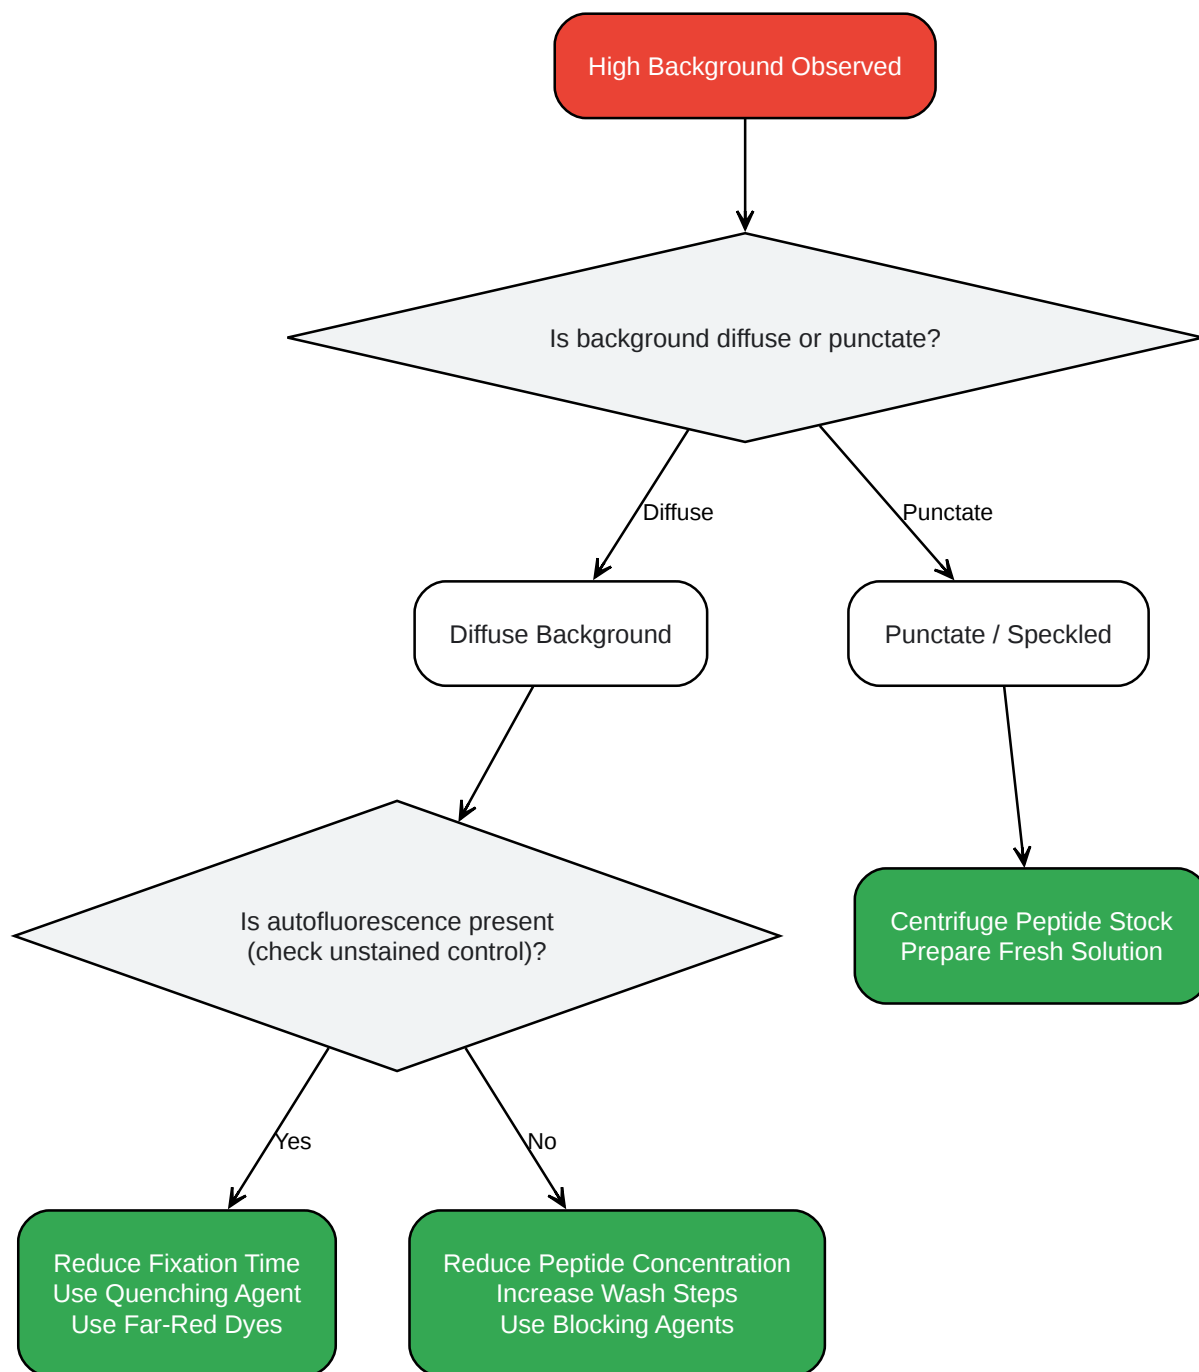 High Background Observed
Is background diffuse or punctate?
Diffuse
Punctate
Diffuse Background
Punctate / Speckled
Is autofluorescence present
(check unstained control)?
Centrifuge Peptide Stock
Prepare Fresh Solution
Yes
No
Reduce Fixation Time
Use Quenching Agent
Use Far-Red Dyes
Reduce Peptide Concentration
Increase Wash Steps
Use Blocking Agents